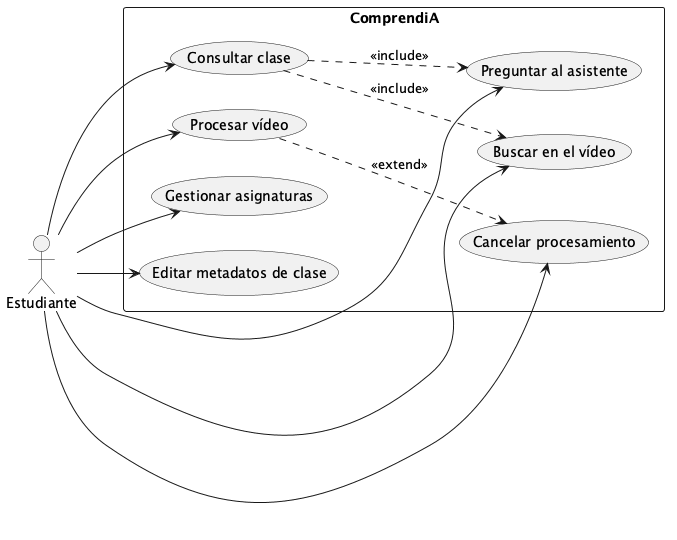 ComprendiA
Consultar clase
«include»
Preguntar al asistente
«include»
Procesar vídeo
Buscar en el vídeo
«extend»
Gestionar asignaturas
Cancelar procesamiento
Editar metadatos de clase
Estudiante